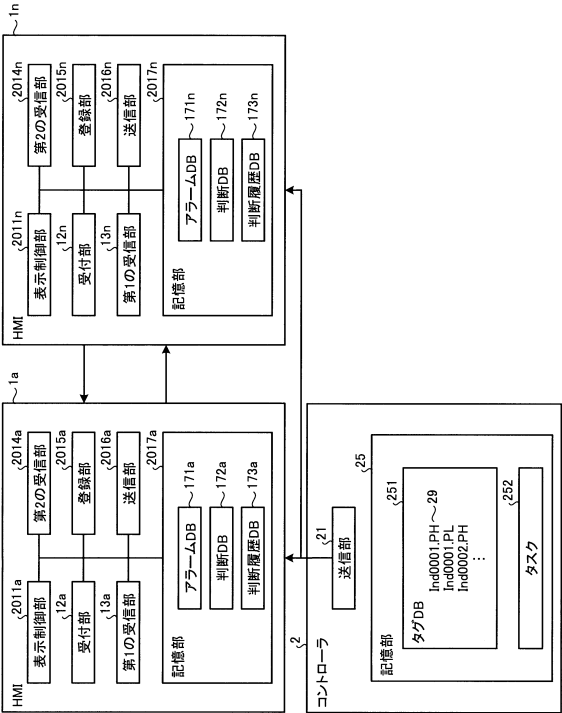 1a
HMI
2011a
表示制御部
12a
受付部
13a
第1の受信部
2014a
第2の受信部
2015a
登録部
2016a
送信部
2017a
記憶部
171a
アラームDB
172a
判断DB
173a
判断履歴DB
1n
HMI
2011n
表示制御部
12n
受付部
13n
第1の受信部
2014n
第2の受信部
2015n
登録部
2016n
送信部
2017n
記憶部
171n
アラームDB
172n
判断DB
173n
判断履歴DB
2
コントローラ
21
送信部
25
記憶部
251
タグDB
Ind0001.PH 29
Ind0001.PL
Ind0002.PH
⋮
252
タスク